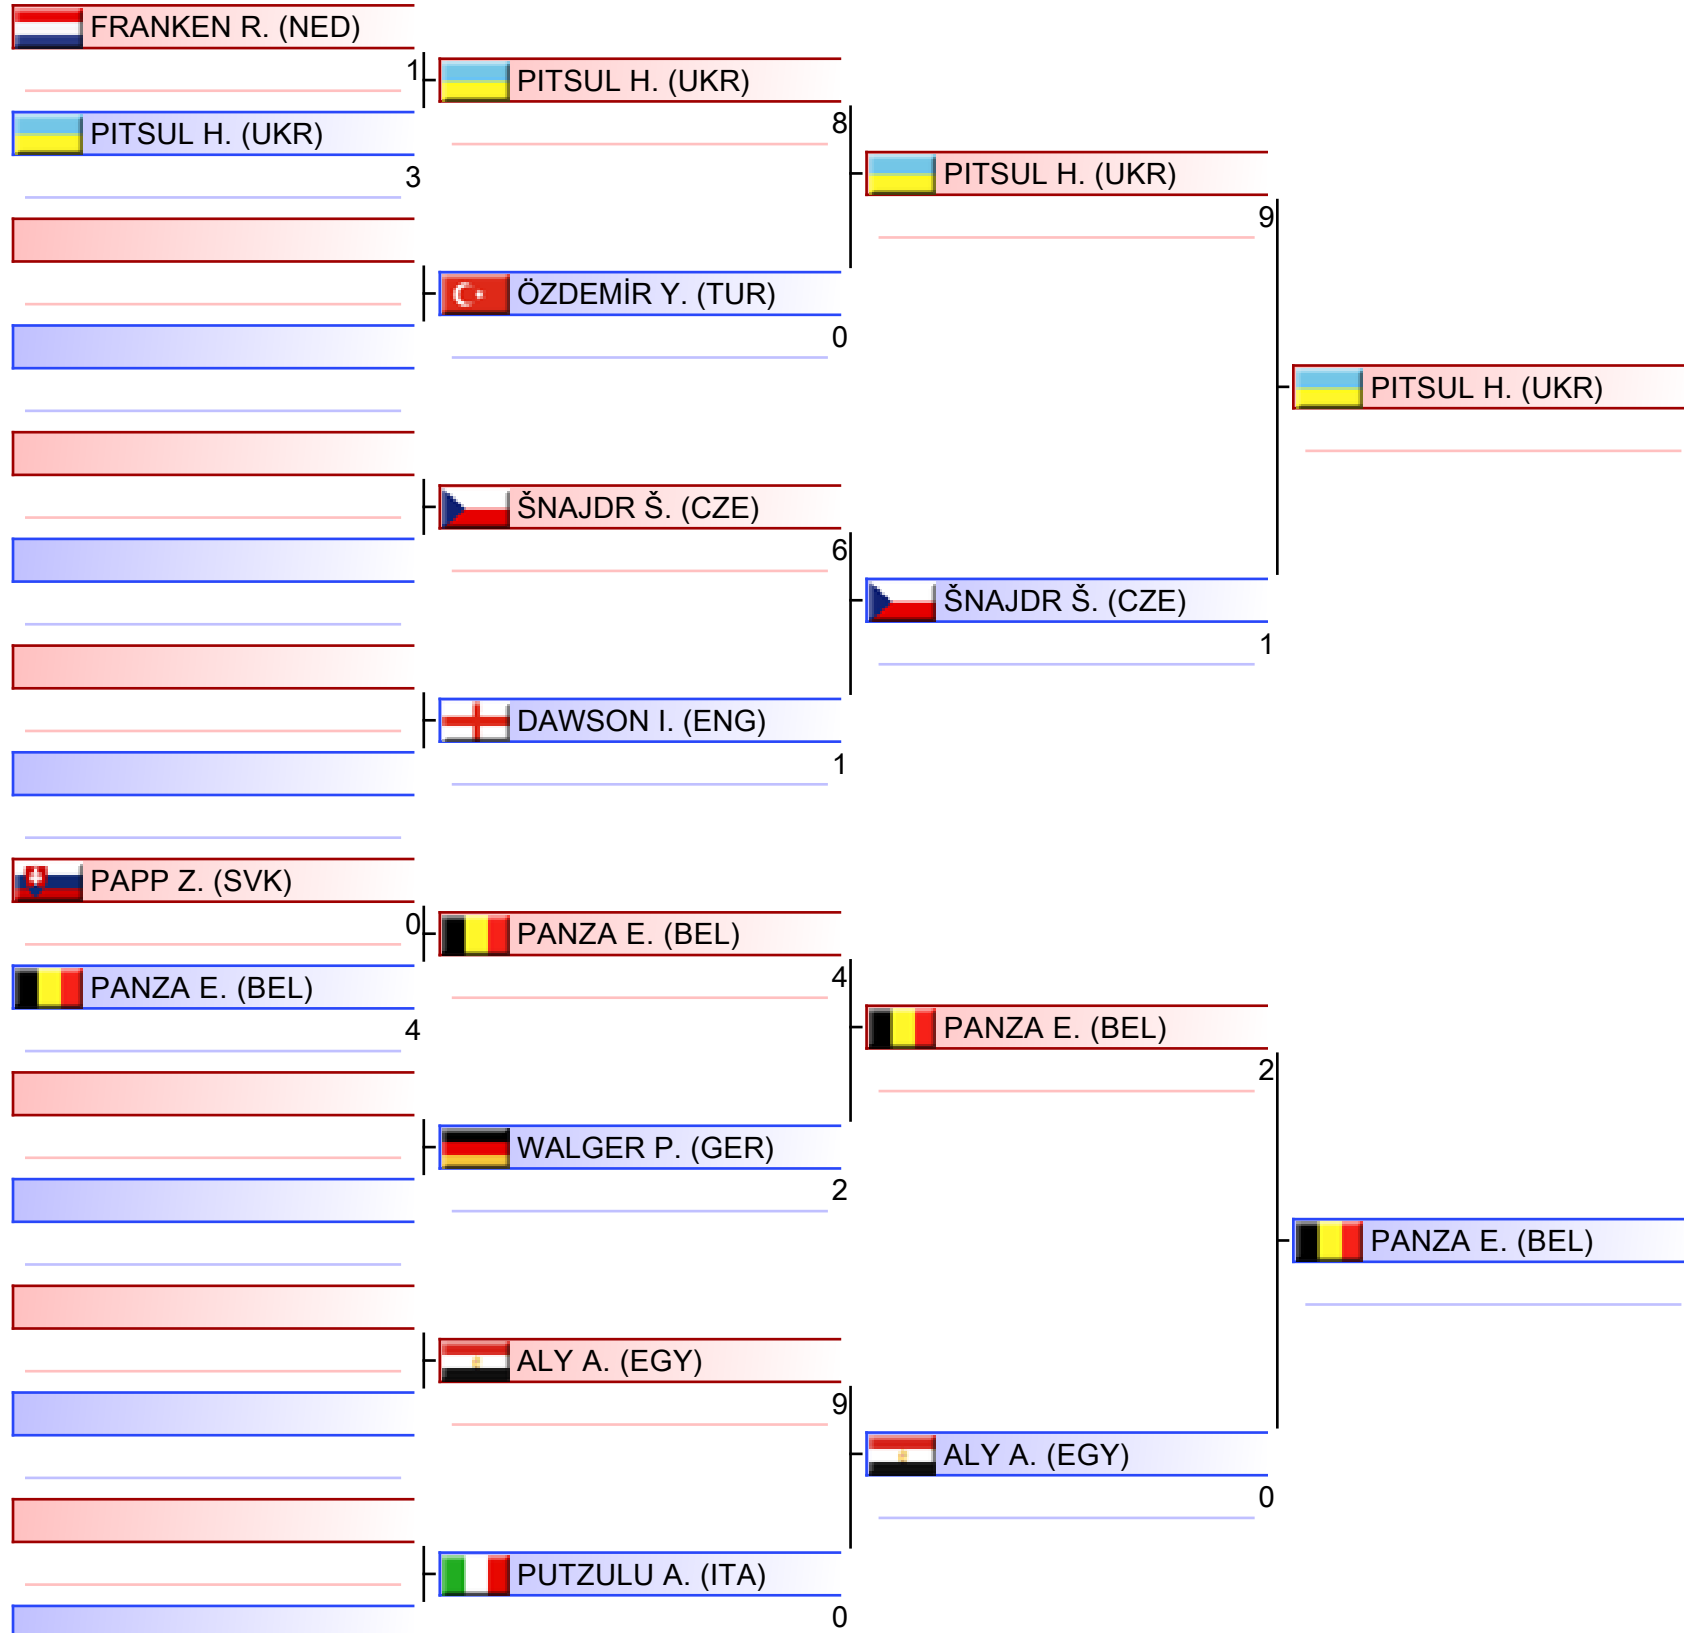 FRANKEN R. (NED)
1
PITSUL H. (UKR)
3
PITSUL H. (UKR)
8
ÖZDEMİR Y. (TUR)
0
PITSUL H. (UKR)
9
ŠNAJDR Š. (CZE)
6
DAWSON I. (ENG)
1
ŠNAJDR Š. (CZE)
1
PITSUL H. (UKR)
PAPP Z. (SVK)
0
PANZA E. (BEL)
4
PANZA E. (BEL)
4
WALGER P. (GER)
2
PANZA E. (BEL)
2
ALY A. (EGY)
9
PUTZULU A. (ITA)
0
ALY A. (EGY)
0
PANZA E. (BEL)